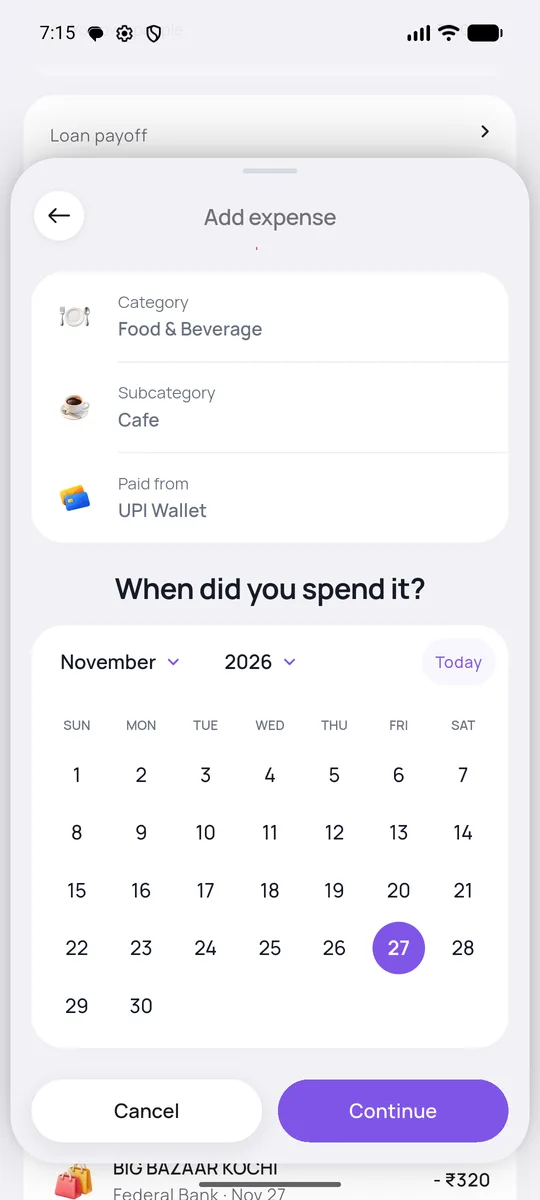 7:15
Loan payoff
Add expense
Category
Food & Beverage
Subcategory
Cafe
Paid from
UPI Wallet
When did you spend it?
November 2026 Today
SUN MON TUE WED THU FRI SAT
1 2 3 4 5 6 7
8 9 10 11 12 13 14
15 16 17 18 19 20 21
22 23 24 25 26 27 28
29 30
Cancel Continue
BIG BAZAAR KOCHI
- ₹320
Federal Bank · Nov 27